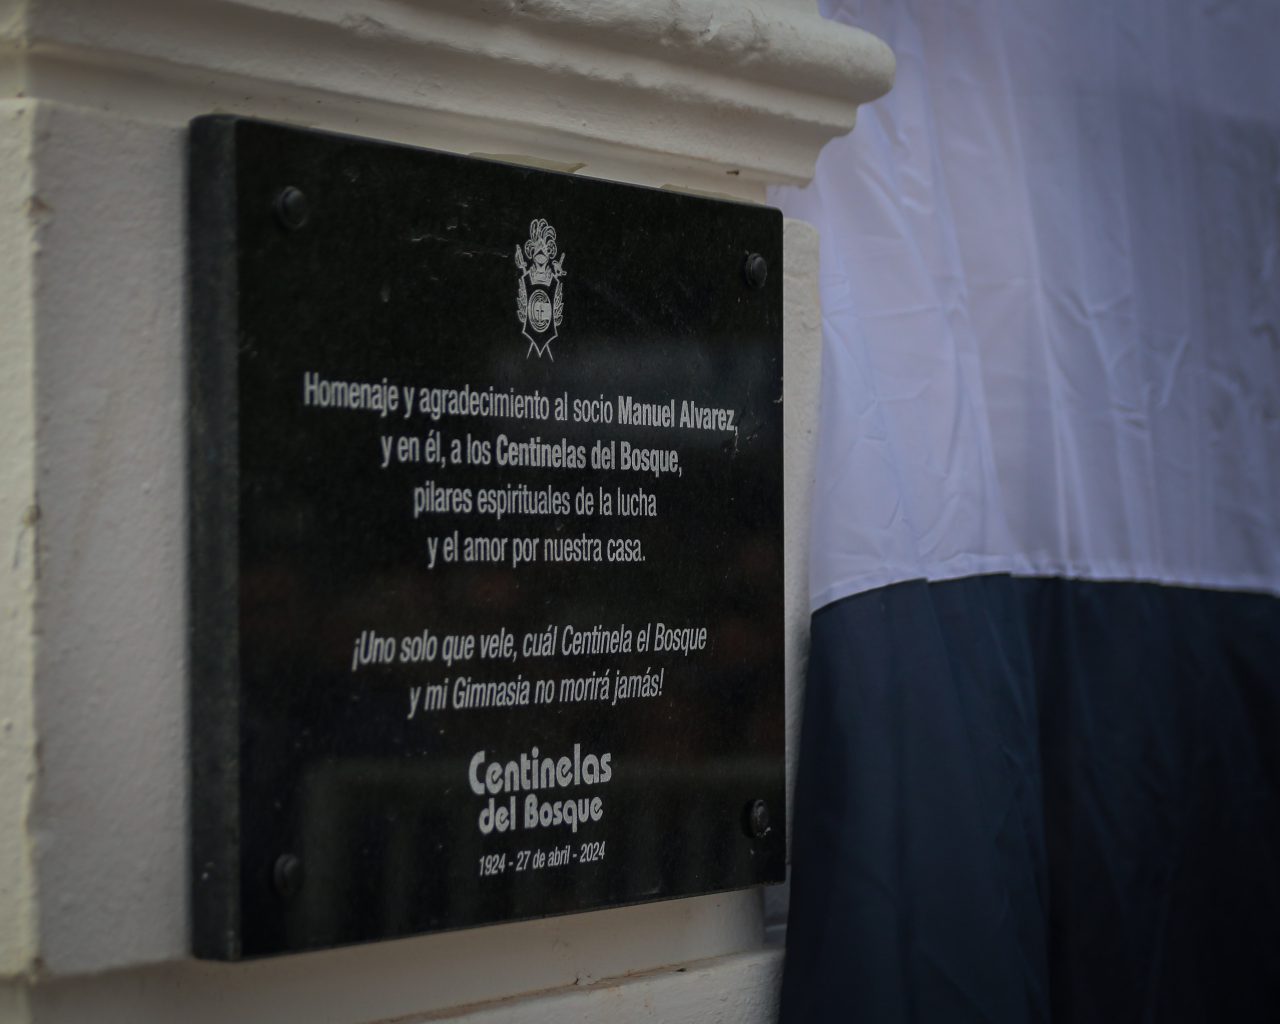 Homenaje y agradecimiento al socio Manuel Alvarez,
y en él, a los Centinelas del Bosque,
pilares espirituales de la lucha
y el amor por nuestra casa.
¡Uno solo que vele, cuál Centinela el Bosque
y mi Gimnasia no morirá jamás!
Centinelas
del Bosque
1924 - 27 de abril - 2024